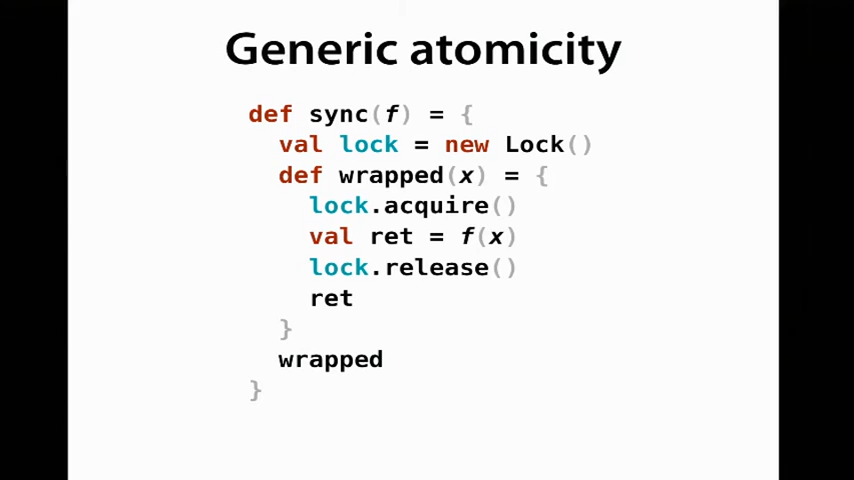 Generic atomicity
def sync(f) = {
  val lock = new Lock()
  def wrapped(x) = {
    lock.acquire()
    val ret = f(x)
    lock.release()
    ret
  }
  wrapped
}